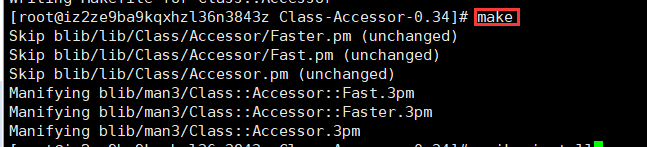 Writing Makefile for Class::Accessor
[root@iz2ze9ba9kqxhzl36n3843z Class-Accessor-0.34]# make
Skip blib/lib/Class/Accessor/Faster.pm (unchanged)
Skip blib/lib/Class/Accessor/Fast.pm (unchanged)
Skip blib/lib/Class/Accessor.pm (unchanged)
Manifying blib/man3/Class::Accessor::Fast.3pm
Manifying blib/man3/Class::Accessor::Faster.3pm
Manifying blib/man3/Class::Accessor.3pm